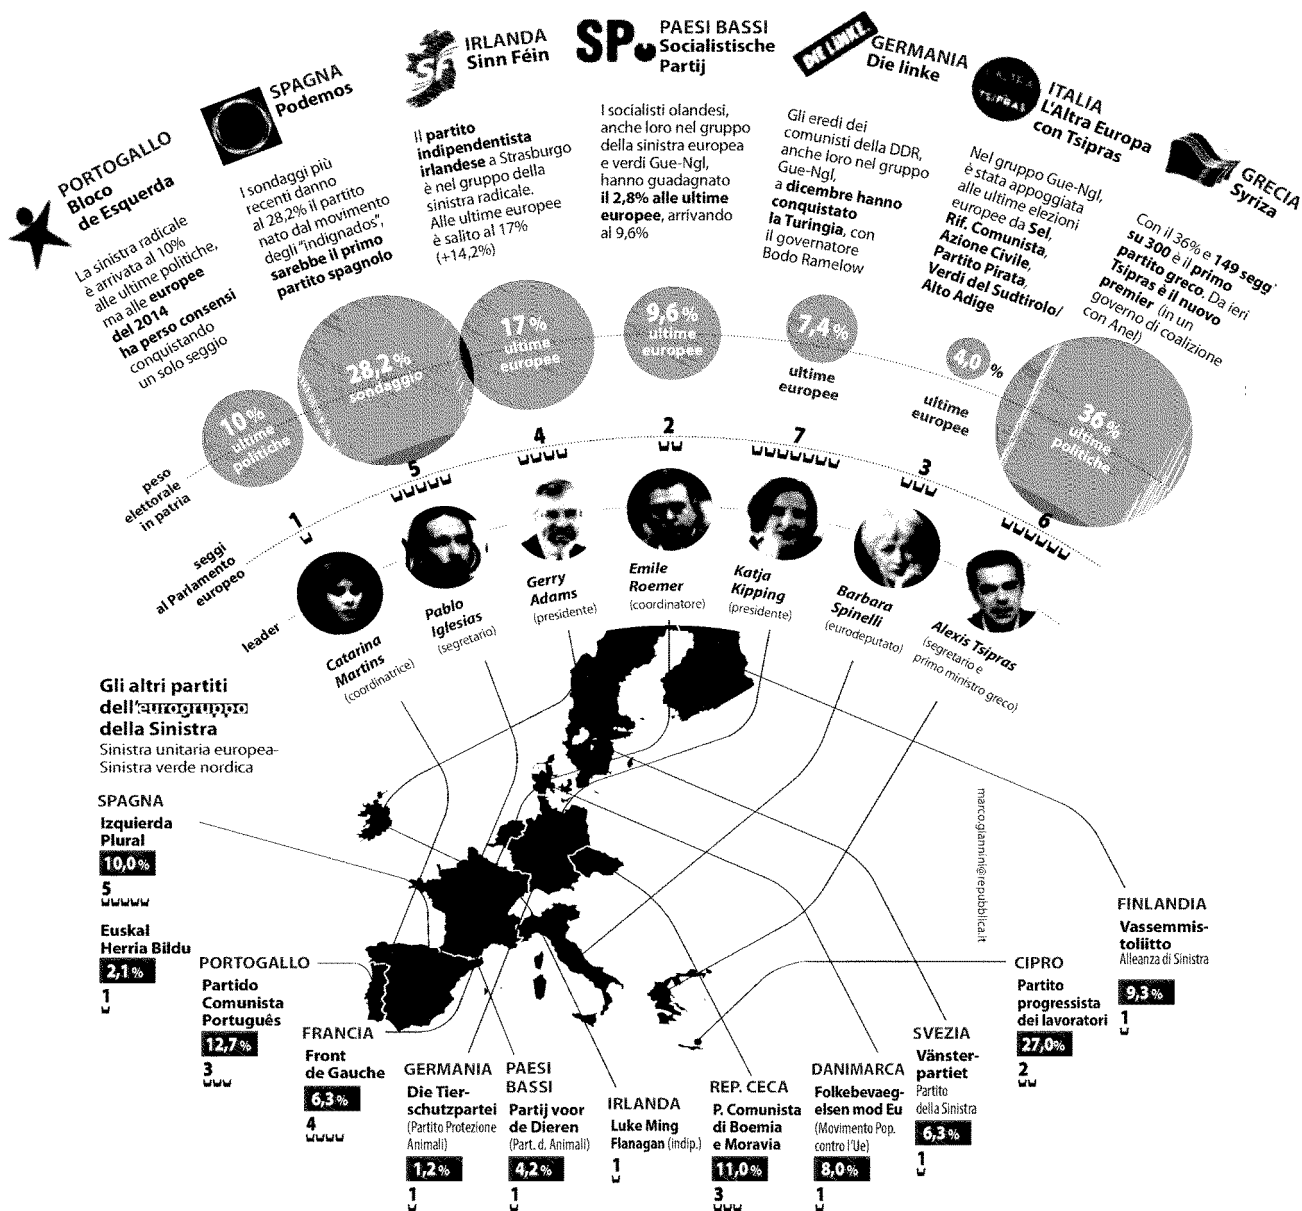 PORTOGALLO
Bloco
de Esquerda
La sinistra radicale
è arrivata al 10%
alle ultime politiche,
ma alle europee
del 2014
ha perso consensi
conquistando
un solo seggio
SPAGNA
Podemos
I sondaggi più
recenti danno
al 28,2% il partito
nato dal movimento
degli "indignados",
sarebbe il primo
partito spagnolo
SF
IRLANDA
Sinn Féin
Il partito
indipendentista
irlandese a Strasburgo
è nel gruppo della
sinistra radicale.
Alle ultime europee
è salito al 17%
(+14,2%)
SP.
PAESI BASSI
Socialistische
Partij
I socialisti olandesi,
anche loro nel gruppo
della sinistra europea
e verdi Gue-Ngl,
hanno guadagnato
il 2,8% alle ultime
europee, arrivando
al 9,6%
DIE LINKE.
GERMANIA
Die linke
Gli eredi dei
comunisti della DDR,
anche loro nel gruppo
Gue-Ngl,
a dicembre hanno
conquistato
la Turingia, con
il governatore
Bodo Ramelow
TSIPRAS
ITALIA
L'Altra Europa
con Tsipras
Nel gruppo Gue-Ngl,
è stata appoggiata
alle ultime elezioni
europee da Sel,
Rif. Comunista,
Azione Civile,
Partito Pirata,
Verdi del Sudtirolo/
Alto Adige
GRECIA
Syriza
Con il 36% e 149 segg
su 300 è il primo
partito greco. Da ieri
Tsipras è il nuovo
premier (in un
governo di coalizione
con Anel)
peso
elettorale
in patria
10%
ultime
politiche
28,2%
sondaggio
17%
ultime
europee
9,6%
ultime
europee
7,4%
ultime
europee
4,0%
ultime
europee
36%
ultime
politiche
seggi
al Parlamento
europeo
1
5
4
2
7
3
6
leader
Catarina
Martins
(coordinatrice)
Pablo
Iglesias
(segretario)
Gerry
Adams
(presidente)
Emile
Roemer
(coordinatore)
Katja
Kipping
(presidente)
Barbara
Spinelli
(eurodeputato)
Alexis Tsipras
(segretario e
primo ministro greco)
Gli altri partiti
dell'eurogruppo
della Sinistra
Sinistra unitaria europea-
Sinistra verde nordica
SPAGNA
Izquierda
Plural
10,0%
5
Euskal
Herria Bildu
2,1%
1
PORTOGALLO
Partido
Comunista
Português
12,7%
3
FRANCIA
Front
de Gauche
6,3%
4
GERMANIA
Die Tier-
schutzpartei
(Partito Protezione
Animali)
1,2%
1
PAESI
BASSI
Partij voor
de Dieren
(Part. d. Animali)
4,2%
1
IRLANDA
Luke Ming
Flanagan (indip.)
1
REP. CECA
P. Comunista
di Boemia
e Moravia
11,0%
3
DANIMARCA
Folkebevaeg-
elsen mod Eu
(Movimento Pop.
contro l'Ue)
8,0%
1
SVEZIA
Vänster-
partiet
Partito
della Sinistra
6,3%
1
CIPRO
Partito
progressista
dei lavoratori
27,0%
2
FINLANDIA
Vassemmis-
toliitto
Alleanza di Sinistra
9,3%
1
marco.giannini@repubblica.it